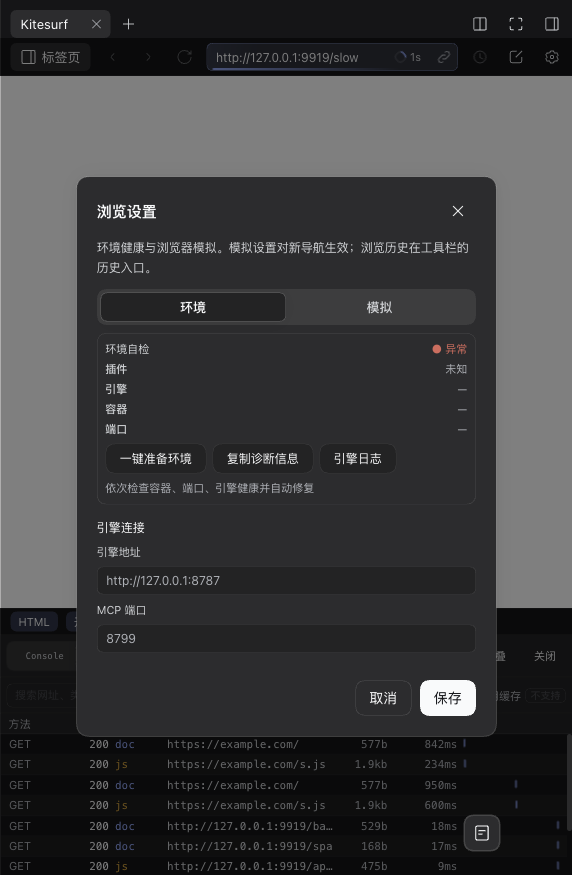 Kitesurf
标签页
http://127.0.0.1:9919/slow
1s
浏览设置
环境健康与浏览器模拟。模拟设置对新导航生效；浏览历史在工具栏的
历史入口。
环境
模拟
环境自检
异常
插件
未知
引擎
—
容器
—
端口
—
一键准备环境
复制诊断信息
引擎日志
依次检查容器、端口、引擎健康并自动修复
引擎连接
引擎地址
http://127.0.0.1:8787
MCP 端口
8799
取消
保存
HTML
Console
叠
关闭
搜索网址、
缓存
不支持
方法
GET 200 doc https://example.com/ 577b 842ms
GET 200 js https://example.com/s.js 1.9kb 234ms
GET 200 doc https://example.com/ 577b 950ms
GET 200 js https://example.com/s.js 1.9kb 600ms
GET 200 doc http://127.0.0.1:9919/ba… 529b 18ms
GET 200 doc http://127.0.0.1:9919/spa 168b 17ms
GET 200 js http://127.0.0.1:9919/ap… 475b 9ms